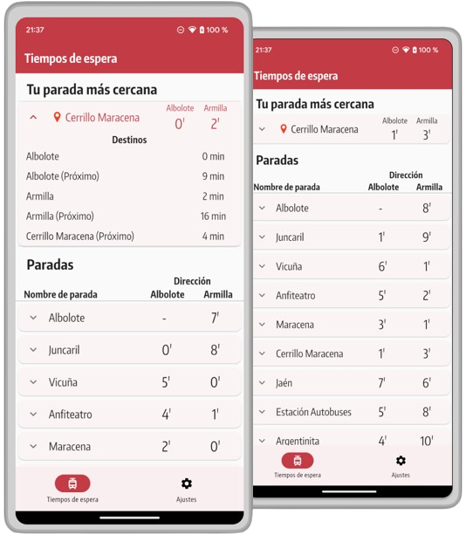 21:37 100 %
Tiempos de espera
Tu parada más cercana
Albolote Armilla
Cerrillo Maracena 0' 2'
Destinos
Albolote 0 min
Albolote (Próximo) 9 min
Armilla 2 min
Armilla (Próximo) 16 min
Cerrillo Maracena (Próximo) 4 min
Paradas
Dirección
Nombre de parada Albolote Armilla
Albolote - 7'
Juncaril 0' 8'
Vicuña 5' 0'
Anfiteatro 4' 1'
Maracena 2' 0'
Tiempos de espera Ajustes
21:37 100 %
Tiempos de espera
Tu parada más cercana
Albolote Armilla
Cerrillo Maracena 1' 3'
Paradas
Dirección
Nombre de parada Albolote Armilla
Albolote - 8'
Juncaril 1' 9'
Vicuña 6' 1'
Anfiteatro 5' 2'
Maracena 3' 1'
Cerrillo Maracena 1' 3'
Jaén 7' 6'
Estación Autobuses 5' 8'
Argentinita 4' 10'
Tiempos de espera Ajustes